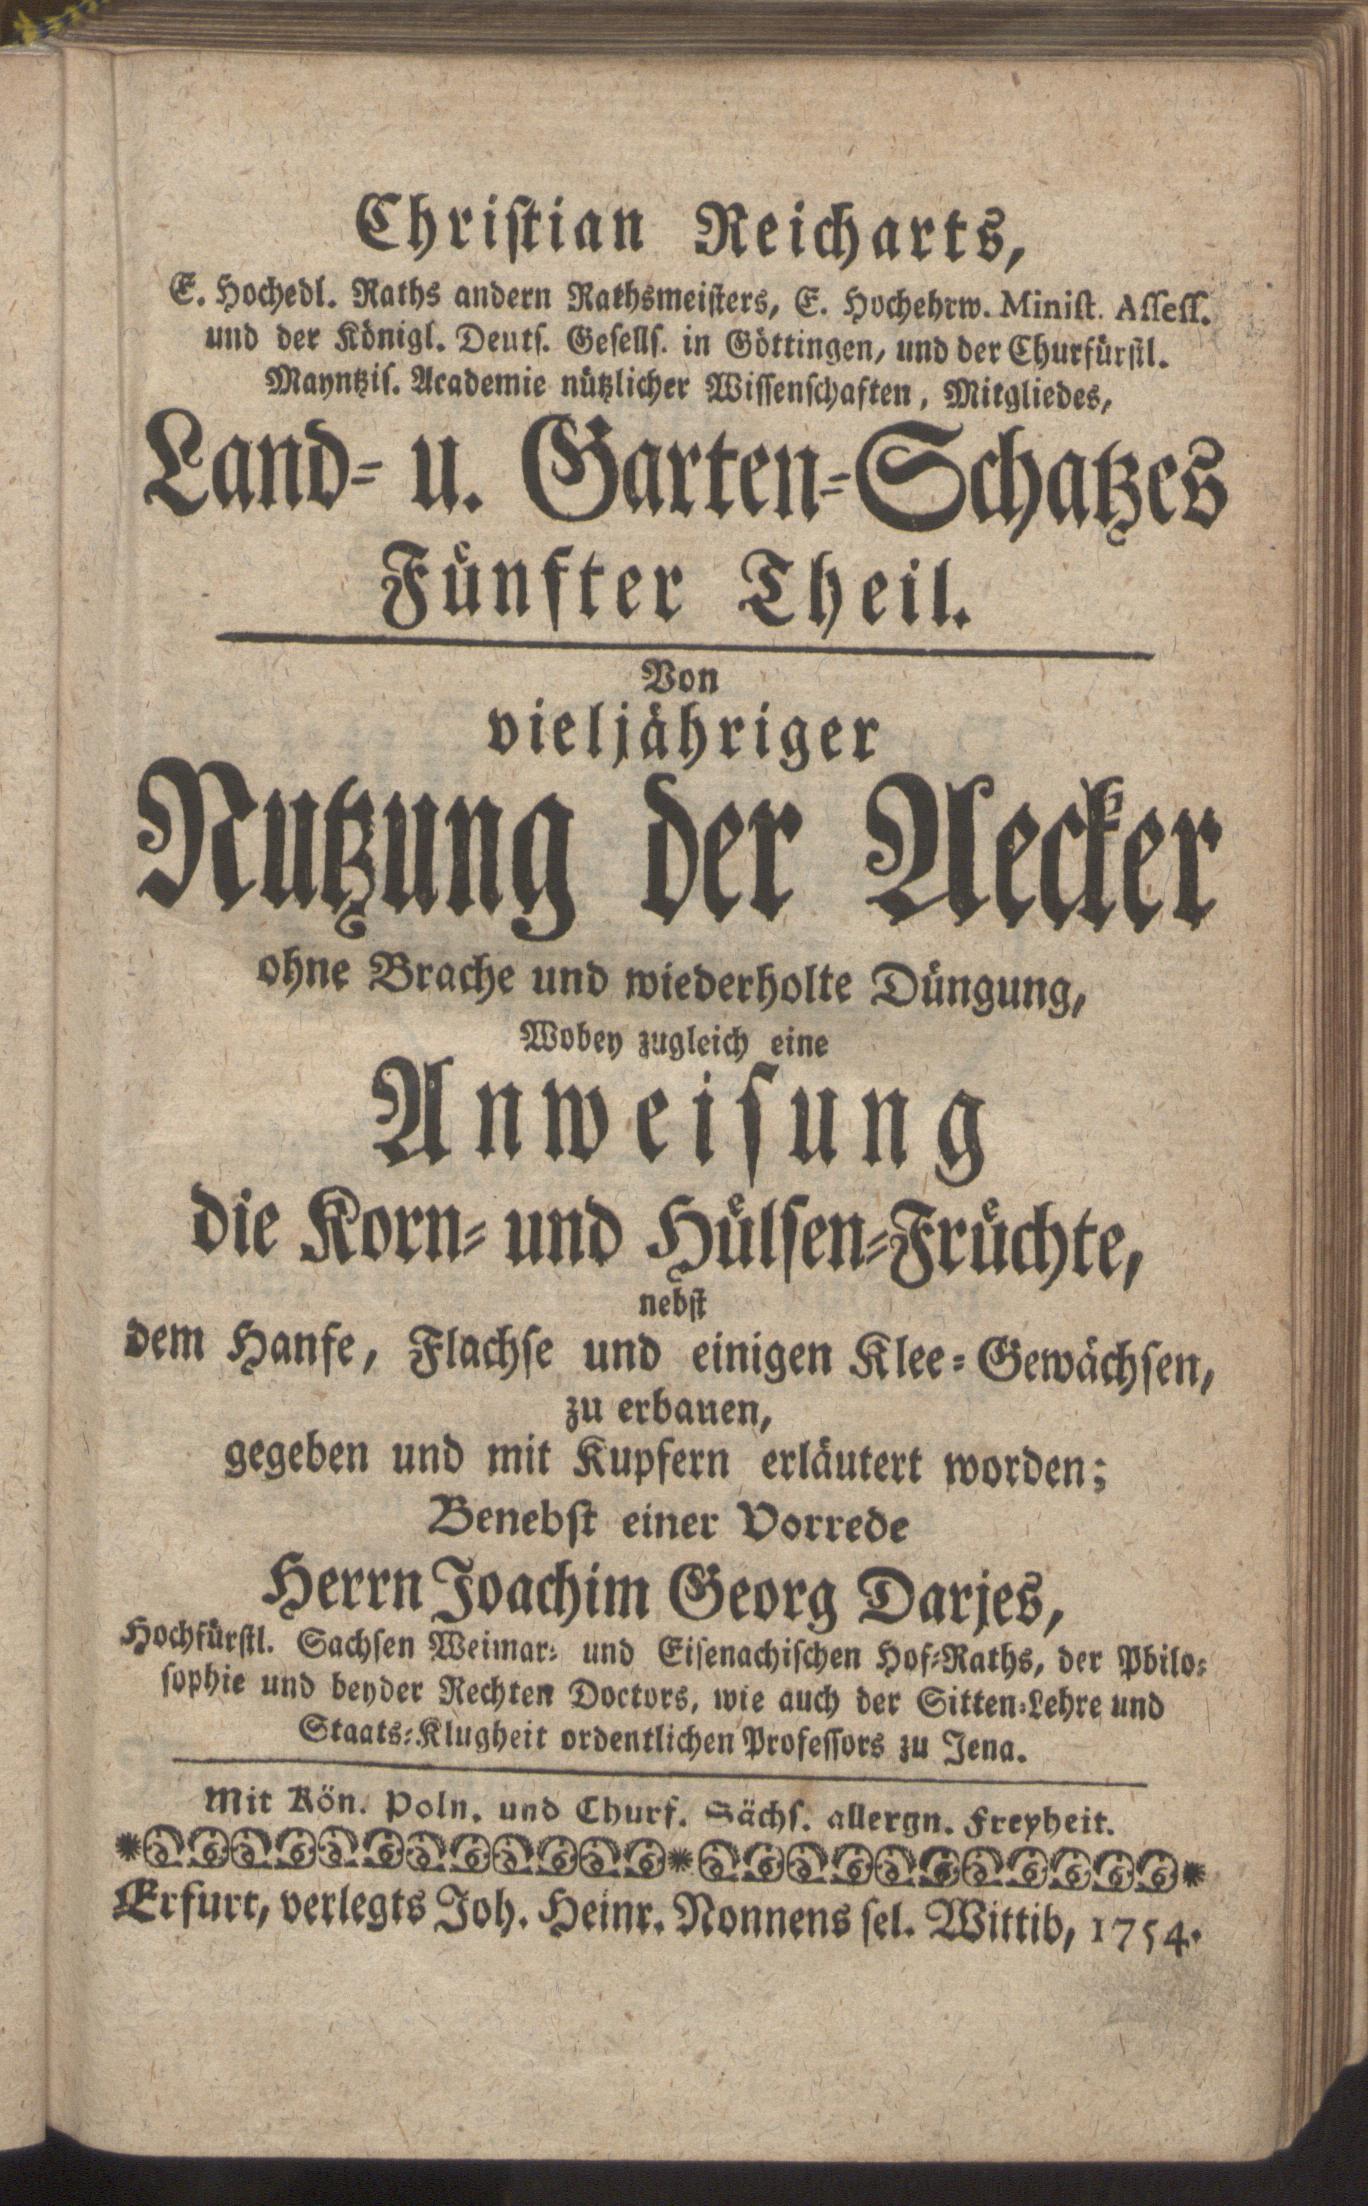 Christian Reicharts,
E. Hochedl. Raths andern Rathsmeisters, E. Hochehrw. Minist. Assess.
und der Königl. Deuts. Gesells. in Göttingen, und der Churfürstl.
Mayntzis. Academie nützlicher Wissenschaften, Mitgliedes,
Land- u. Garten-Schatzes
Fünfter Theil.
Von
vieljähriger
Nutzung der Aecker
ohne Brache und wiederholte Düngung,
Wobey zugleich eine
Anweisung
die Korn- und Hülsen-Früchte,
nebst
dem Hanfe, Flachse und einigen Klee-Gewächsen,
zu erbauen,
gegeben und mit Kupfern erläutert worden;
Benebst einer Vorrede
Herrn Joachim Georg Darjes,
Hochfürstl. Sachsen Weimar- und Eisenachischen Hof-Raths, der Philo-
sophie und beyder Rechten Doctors, wie auch der Sitten-Lehre und
Staats-Klugheit ordentlichen Professors zu Jena.
Mit Kön. Poln. und Churf. Sächs. allergn. Freyheit.
Erfurt, verlegts Joh. Heinr. Nonnens sel. Wittib, 1754.